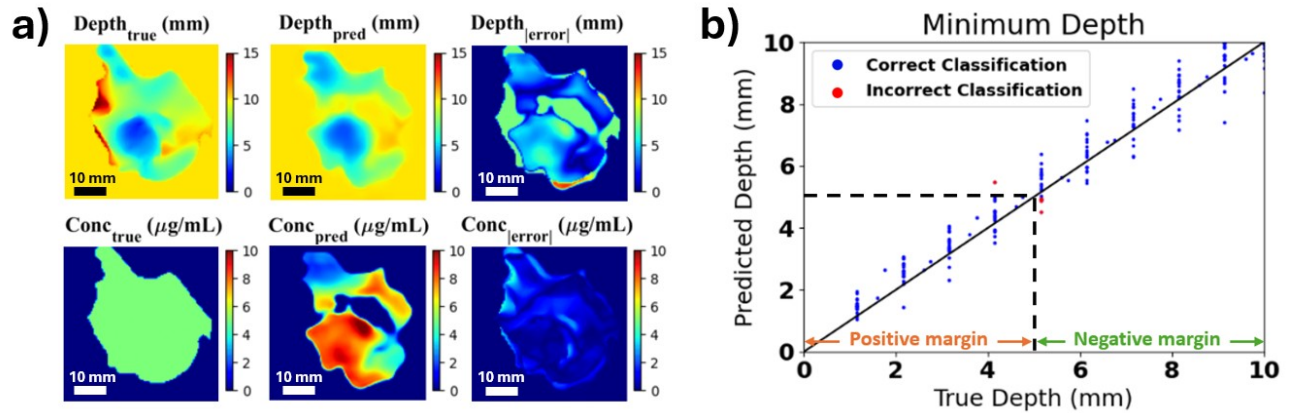 a)
Depth_true (mm)
Depth_pred (mm)
Depth_|error| (mm)
15
10
5
0
10 mm
15
10
5
0
10 mm
15
10
5
0
10 mm
Conc_true (μg/mL)
Conc_pred (μg/mL)
Conc_|error| (μg/mL)
10
8
6
4
2
0
10 mm
10
8
6
4
2
0
10 mm
10
8
6
4
2
0
10 mm
b)
Minimum Depth
Correct Classification
Incorrect Classification
Predicted Depth (mm)
10
8
6
4
2
0
Positive margin
Negative margin
0 2 4 6 8 10
True Depth (mm)